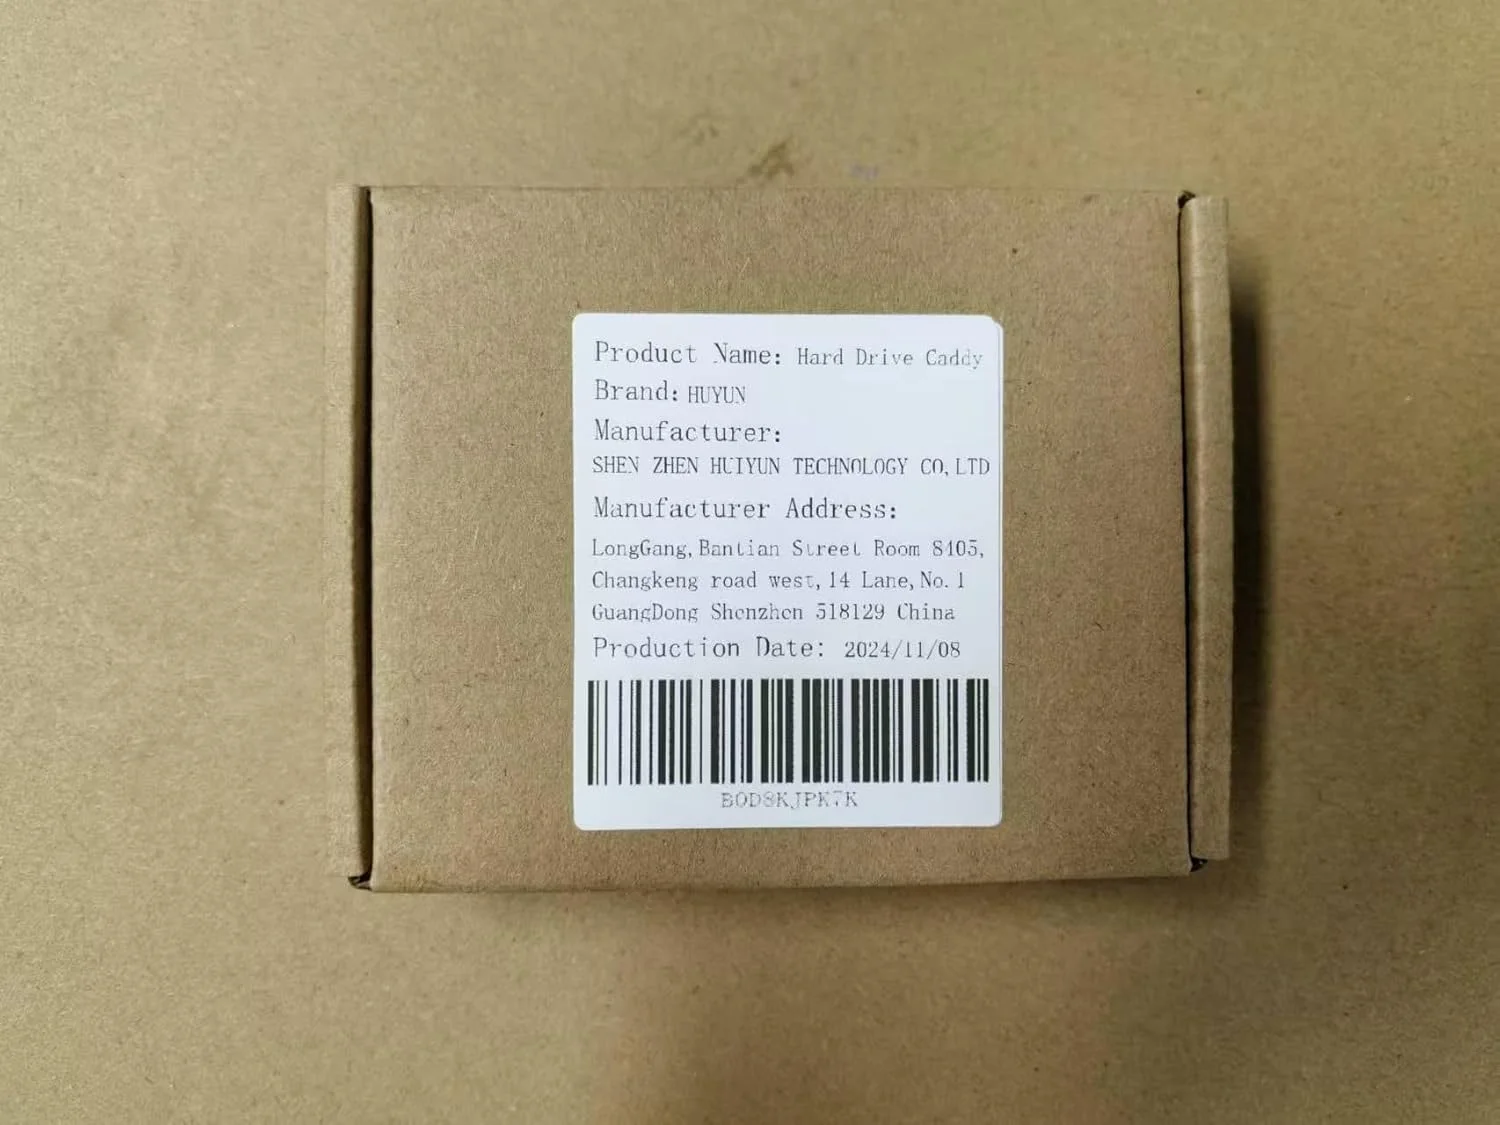 Product Name: Hard Drive Caddy
Brand: HUYUN
Manufacturer:
SHEN ZHEN HUIYUN TECHNOLOGY CO,LTD
Manufacturer Address:
LongGang,Bantian Street Room 8405,
Changkeng road west,14 Lane,No.1
GuangDong Shenzhen 518129 China
Production Date: 2024/11/08
B0D8KJPK7K